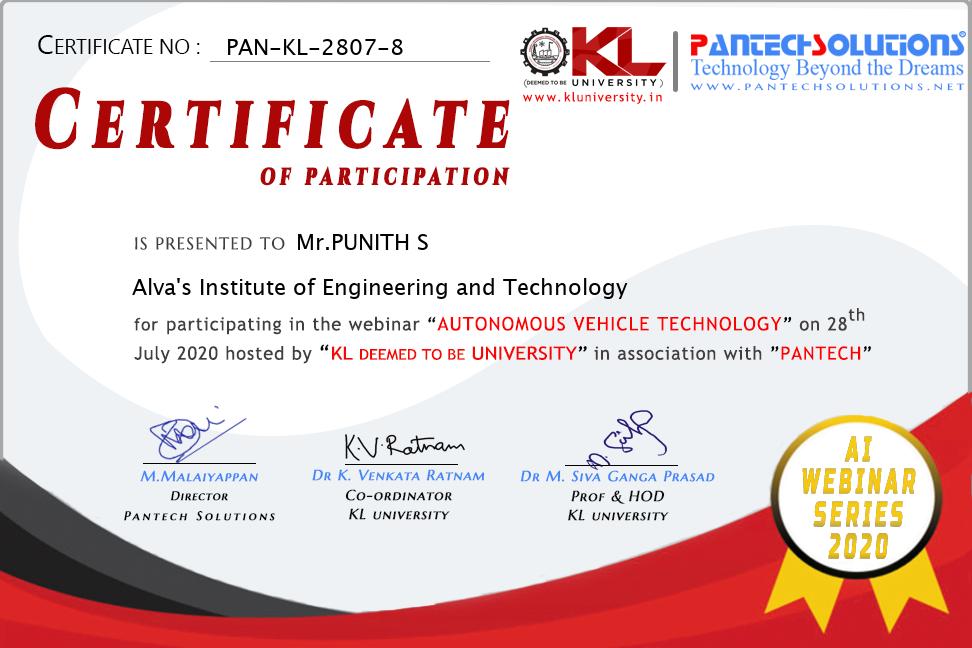 CERTIFICATE NO : PAN-KL-2807-8
KL
(DEEMED TO BE UNIVERSITY)
www.kluniversity.in
PANTECH SOLUTIONS®
Technology Beyond the Dreams
WWW.PANTECHSOLUTIONS.NET
CERTIFICATE
OF PARTICIPATION
IS PRESENTED TO Mr.PUNITH S
Alva's Institute of Engineering and Technology
for participating in the webinar “AUTONOMOUS VEHICLE TECHNOLOGY” on 28th
July 2020 hosted by “KL DEEMED TO BE UNIVERSITY” in association with ”PANTECH”
K.V.Ratnam
M.MALAIYAPPAN
DIRECTOR
PANTECH SOLUTIONS
DR K. VENKATA RATNAM
CO-ORDINATOR
KL UNIVERSITY
DR M. SIVA GANGA PRASAD
PROF & HOD
KL UNIVERSITY
AI
WEBINAR
SERIES
2020